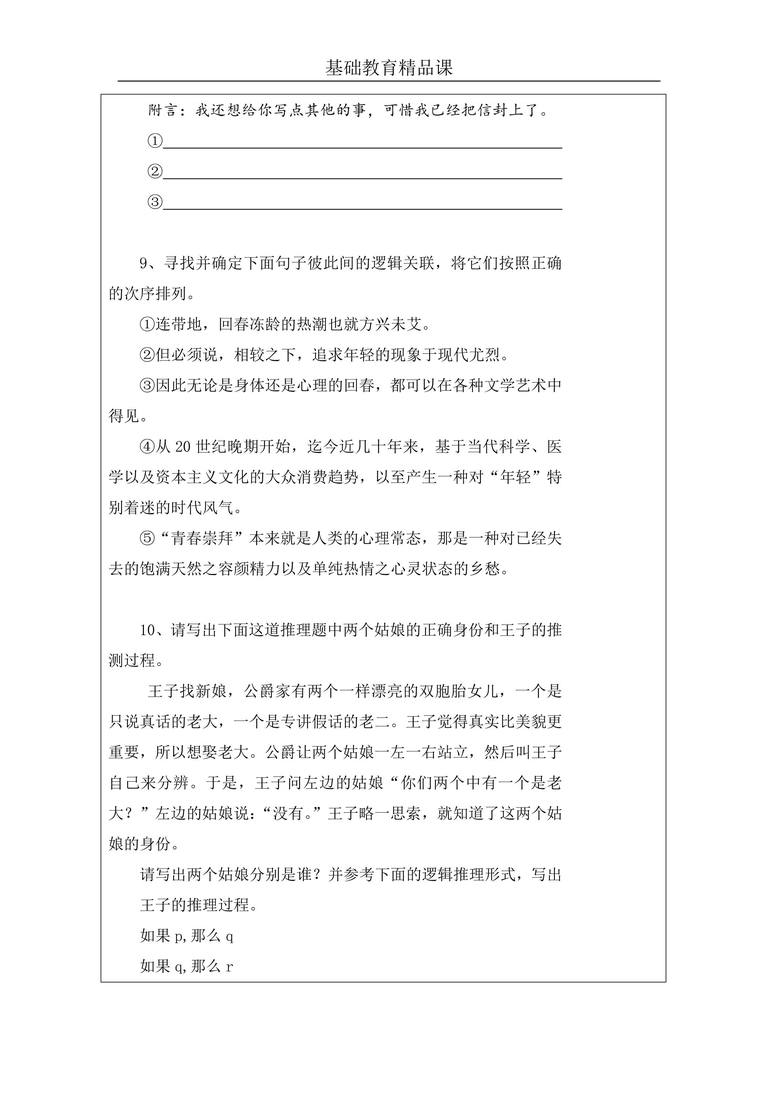 基础教育精品课
附言：我还想给你写点其他的事，可惜我已经把信封上了。
①
②
③
9、寻找并确定下面句子彼此间的逻辑关联，将它们按照正确
的次序排列。
①连带地，回春冻龄的热潮也就方兴未艾。
②但必须说，相较之下，追求年轻的现象于现代尤烈。
③因此无论是身体还是心理的回春，都可以在各种文学艺术中
得见。
④从 20 世纪晚期开始，迄今近几十年来，基于当代科学、医
学以及资本主义文化的大众消费趋势，以至产生一种对“年轻”特
别着迷的时代风气。
⑤“青春崇拜”本来就是人类的心理常态，那是一种对已经失
去的饱满天然之容颜精力以及单纯热情之心灵状态的乡愁。
10、请写出下面这道推理题中两个姑娘的正确身份和王子的推
测过程。
王子找新娘，公爵家有两个一样漂亮的双胞胎女儿，一个是
只说真话的老大，一个是专讲假话的老二。王子觉得真实比美貌更
重要，所以想娶老大。公爵让两个姑娘一左一右站立，然后叫王子
自己来分辨。于是，王子问左边的姑娘“你们两个中有一个是老
大？”左边的姑娘说：“没有。”王子略一思索，就知道了这两个姑
娘的身份。
请写出两个姑娘分别是谁？并参考下面的逻辑推理形式，写出
王子的推理过程。
如果 p,那么 q
如果 q,那么 r